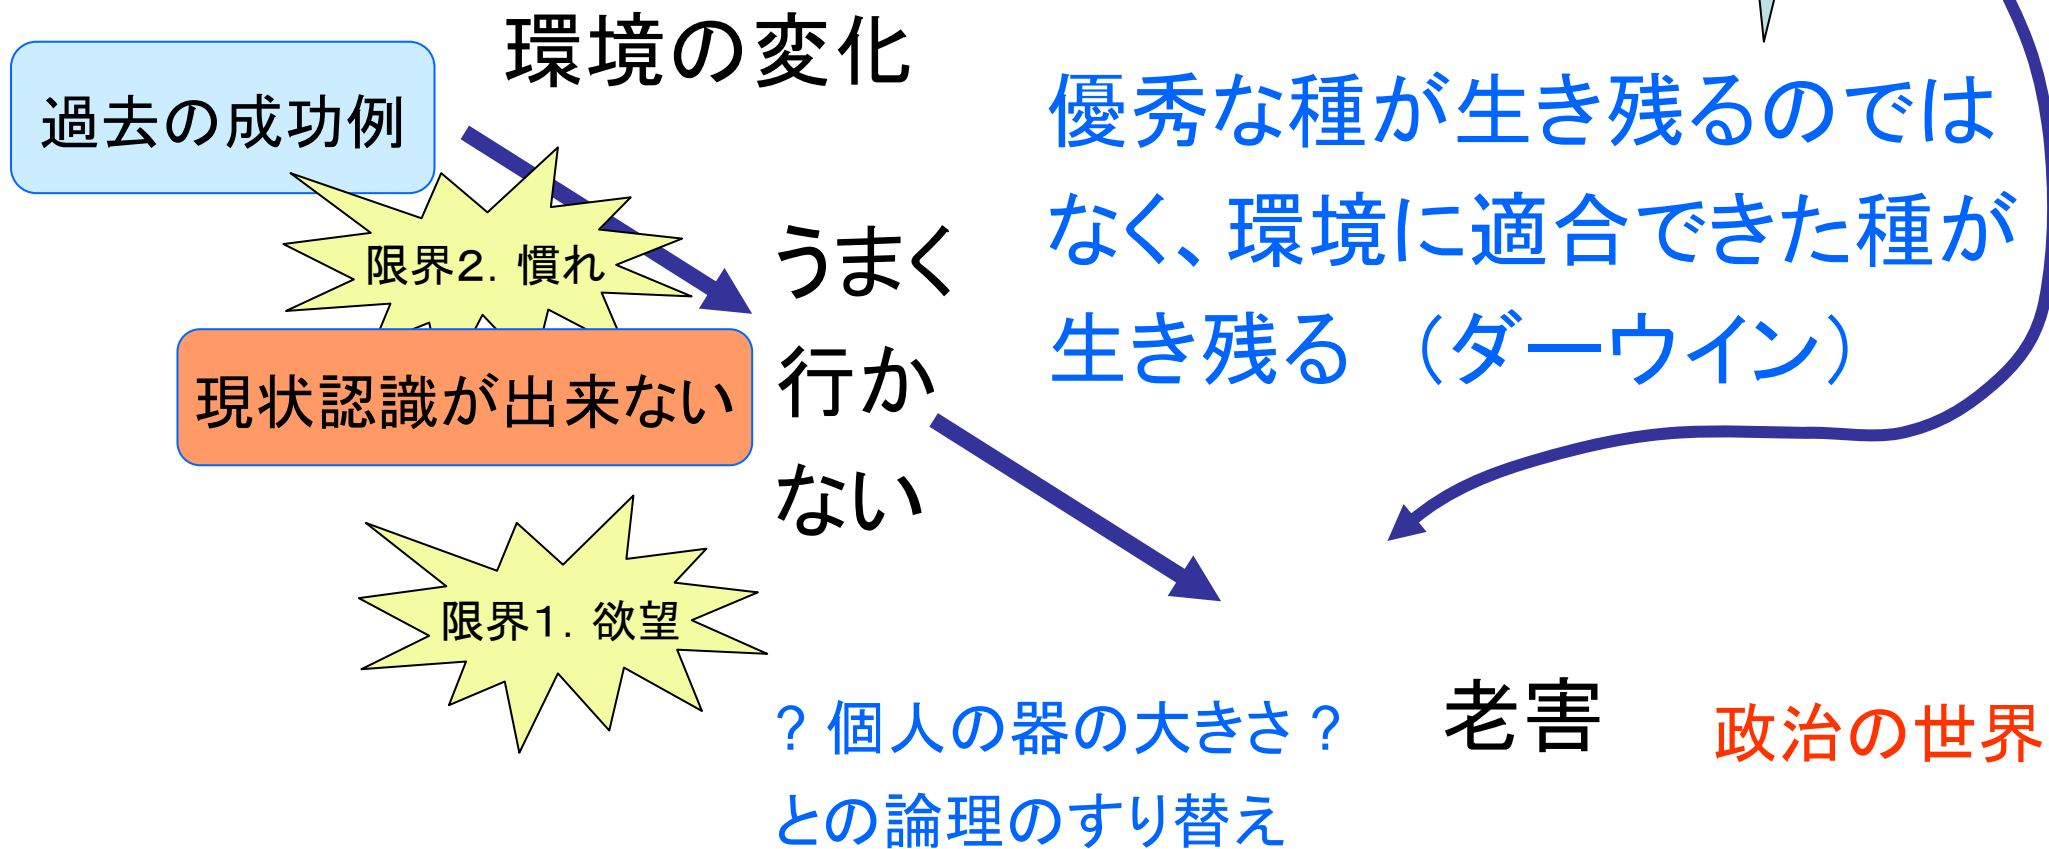 環境の変化
過去の成功例
優秀な種が生き残るのでは
なく、環境に適合できた種が
生き残る （ダーウイン）
限界２．慣れ
うまく
行か
ない
現状認識が出来ない
限界１．欲望
？個人の器の大きさ？
との論理のすり替え
老害
政治の世界